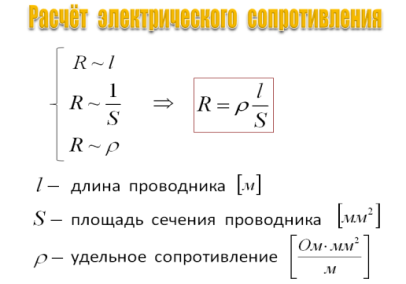 Расчёт электрического сопротивления
R ~ l
R ~ 1/S ⇒ R = ρ l/S
R ~ ρ
l – длина проводника [м]
S – площадь сечения проводника [мм²]
ρ – удельное сопротивление [Ом·мм²/м]